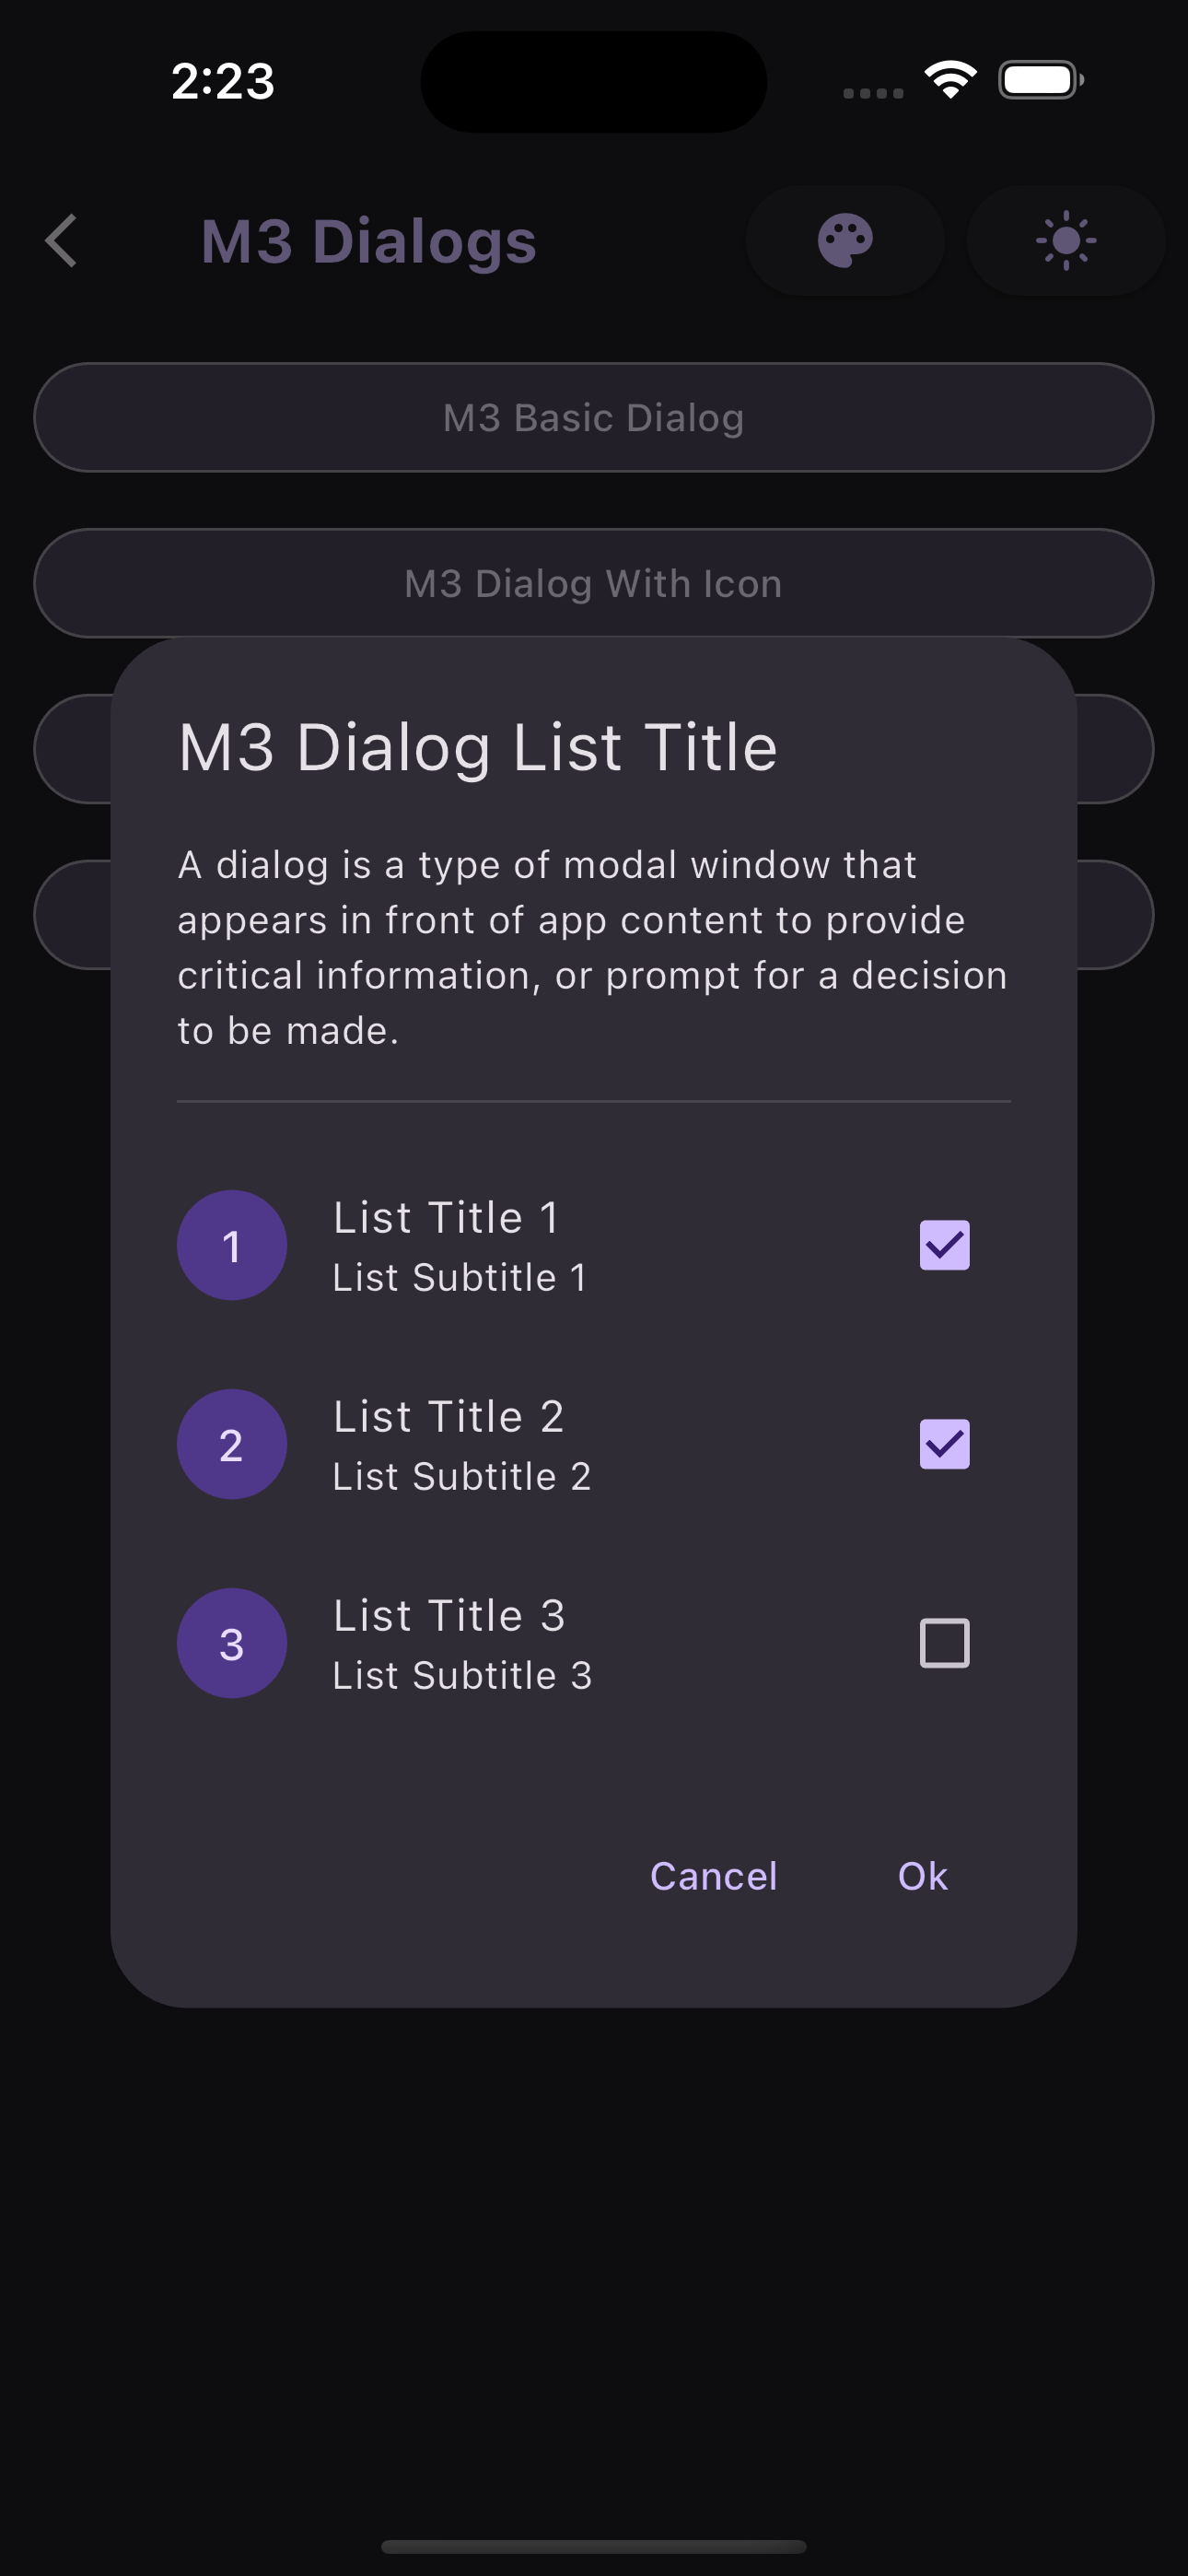 2:23
M3 Dialogs
M3 Basic Dialog
M3 Dialog With Icon
M3 Dialog List Title
A dialog is a type of modal window that
appears in front of app content to provide
critical information, or prompt for a decision
to be made.
1
List Title 1
List Subtitle 1
2
List Title 2
List Subtitle 2
3
List Title 3
List Subtitle 3
Cancel
Ok